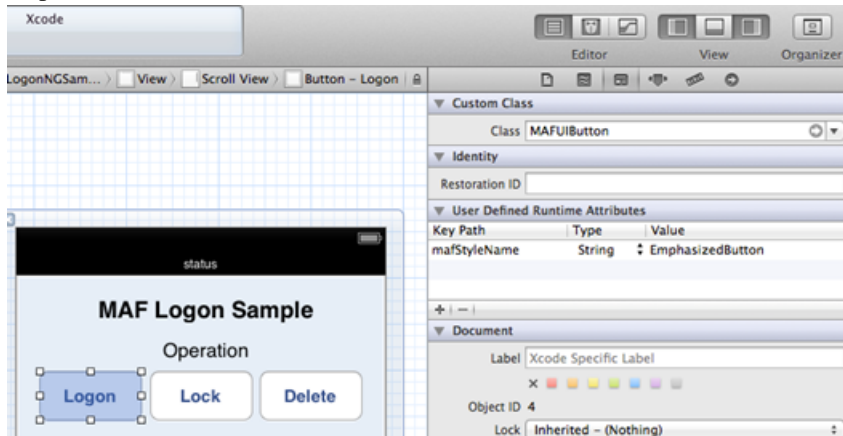 Xcode
Editor
View
Organizer
LogonNGSam... 〉 View 〉 Scroll View 〉 Button – Logon
Custom Class
Class MAFUIButton
Identity
Restoration ID
User Defined Runtime Attributes
Key Path Type Value
mafStyleName String EmphasizedButton
Document
Label Xcode Specific Label
Object ID 4
Lock Inherited – (Nothing)
status
MAF Logon Sample
Operation
Logon Lock Delete